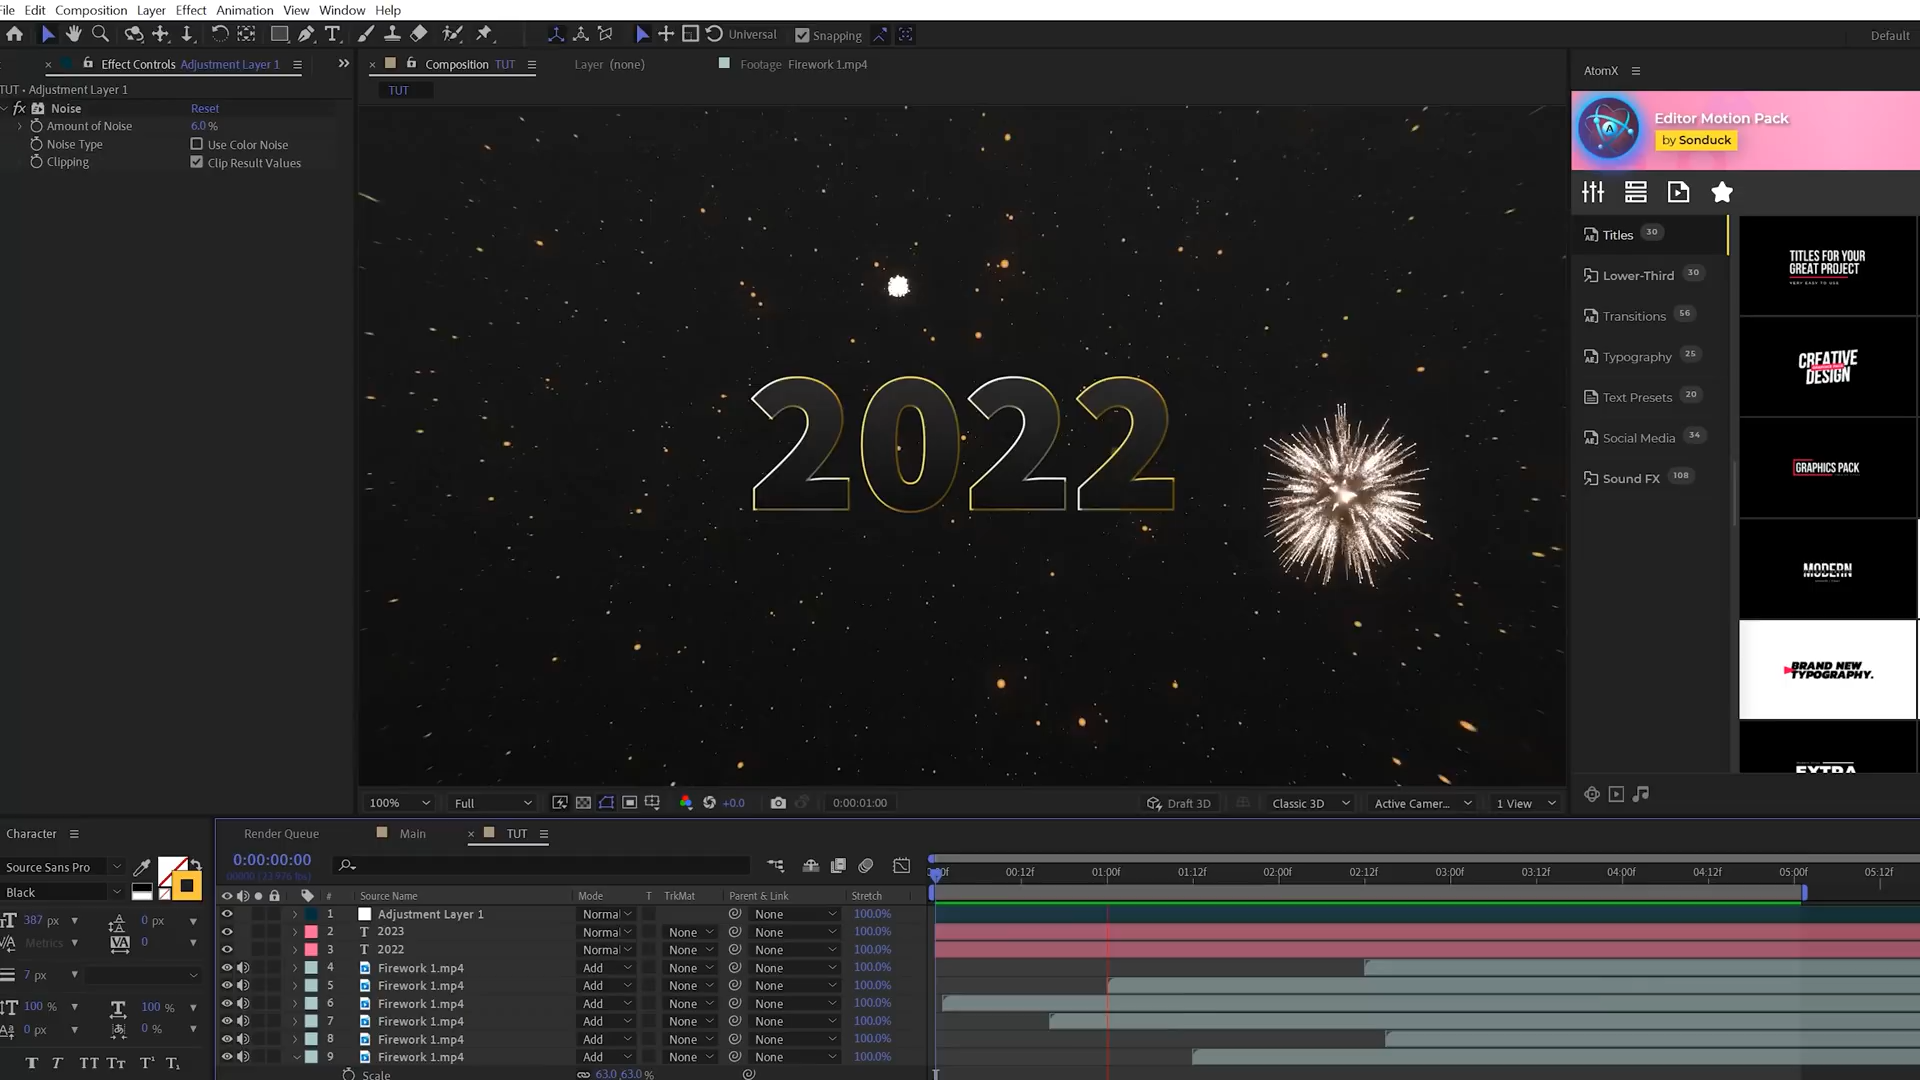 File Edit Composition Layer Effect Animation View Window Help
Universal Snapping Default
Effect Controls Adjustment Layer 1
Composition TUT
Layer (none)
Footage Firework 1.mp4
TUT • Adjustment Layer 1
TUT
fx Noise Reset
Amount of Noise 6.0 %
Noise Type Use Color Noise
Clipping Clip Result Values
2022
AtomX
Editor Motion Pack
by Sonduck
Titles 30
Lower-Third 30
Transitions 56
Typography 25
Text Presets 20
Social Media 34
Sound FX 108
TITLES FOR YOUR
GREAT PROJECT
VERY EASY TO USE
CREATIVE
DESIGN
GRAPHICS PACK
MODERN
BRAND NEW
TYPOGRAPHY.
EXTRA
100% Full +0.0 0:00:01:00 Draft 3D Classic 3D Active Camer... 1 View
Character
Source Sans Pro
Black
387 px 0 px
Metrics 0
7 px
100 % 100 %
0 px 0 %
Render Queue Main TUT
0:00:00:00
00000 (23.976 fps)
00:12f 01:00f 01:12f 02:00f 02:12f 03:00f 03:12f 04:00f 04:12f 05:00f 05:12f
# Source Name Mode T TrkMat Parent & Link Stretch
1 Adjustment Layer 1 Normal None 100.0%
2 T 2023 Normal None None 100.0%
3 T 2022 Normal None None 100.0%
4 Firework 1.mp4 Add None None 100.0%
5 Firework 1.mp4 Add None None 100.0%
6 Firework 1.mp4 Add None None 100.0%
7 Firework 1.mp4 Add None None 100.0%
8 Firework 1.mp4 Add None None 100.0%
9 Firework 1.mp4 Add None None 100.0%
Scale 63.0,63.0 %